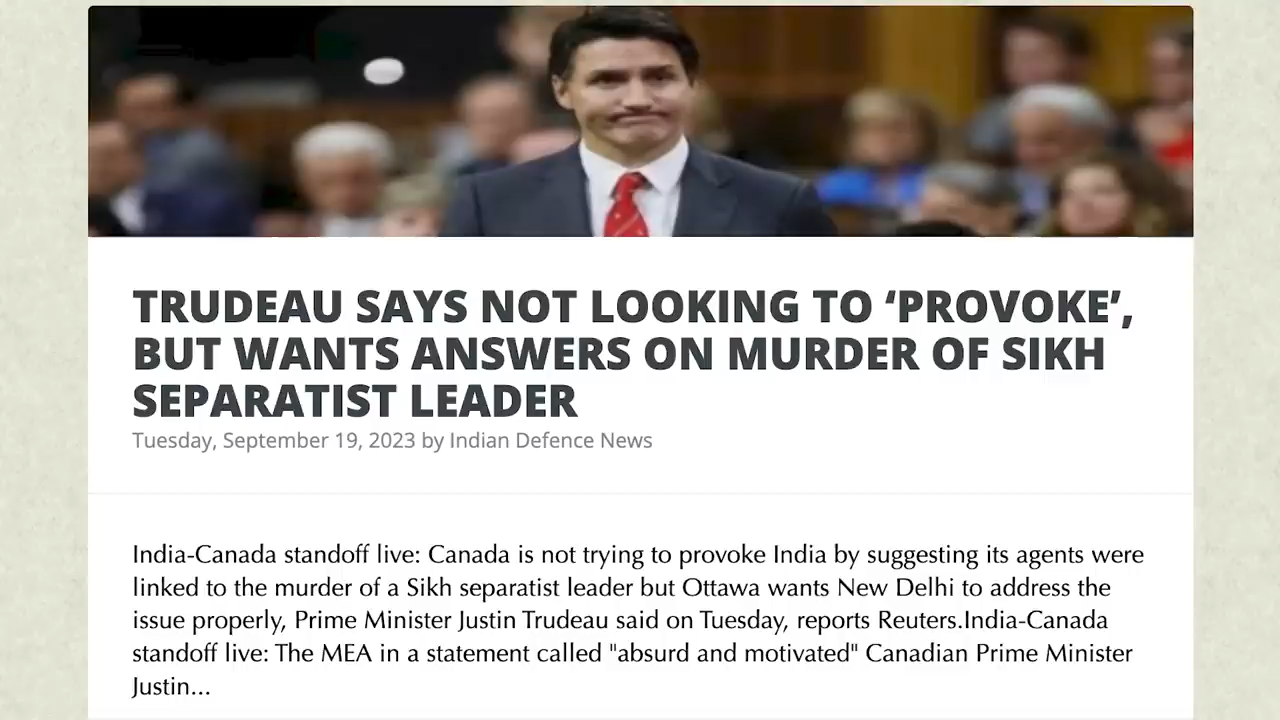 TRUDEAU SAYS NOT LOOKING TO ‘PROVOKE’,
BUT WANTS ANSWERS ON MURDER OF SIKH
SEPARATIST LEADER
Tuesday, September 19, 2023 by Indian Defence News
India-Canada standoff live: Canada is not trying to provoke India by suggesting its agents were
linked to the murder of a Sikh separatist leader but Ottawa wants New Delhi to address the
issue properly, Prime Minister Justin Trudeau said on Tuesday, reports Reuters.India-Canada
standoff live: The MEA in a statement called "absurd and motivated" Canadian Prime Minister
Justin...